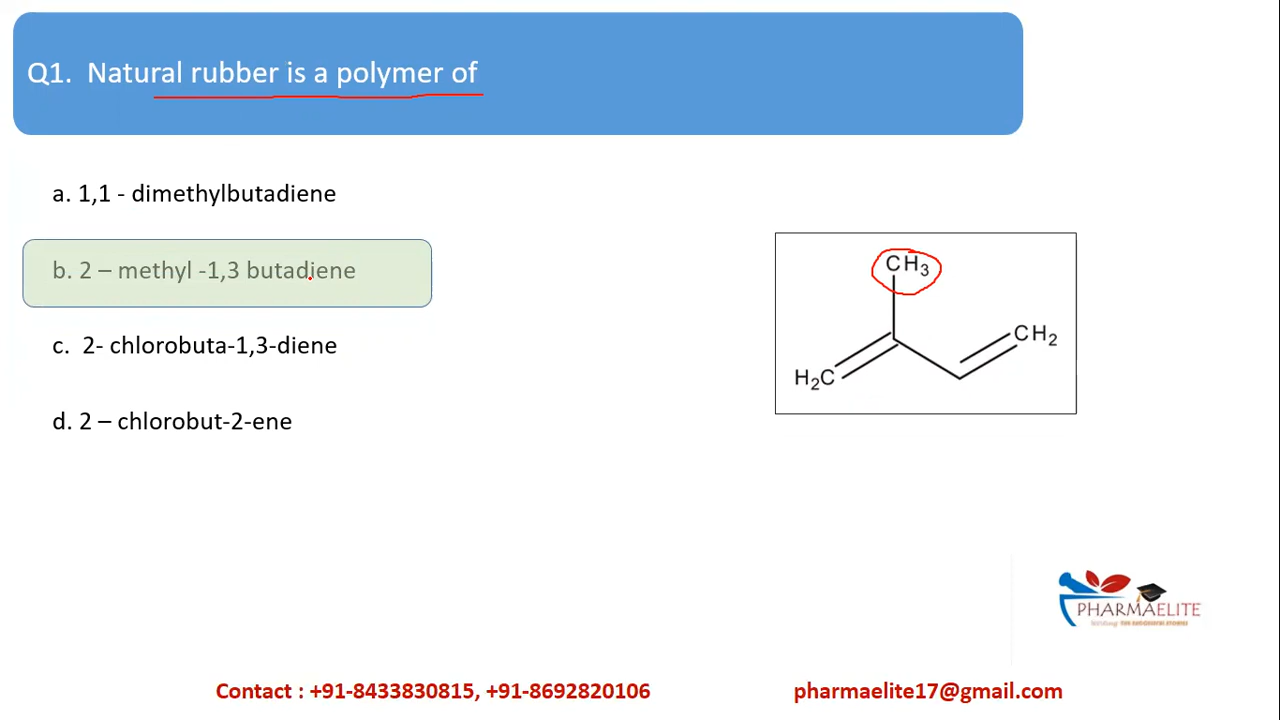 Q1. Natural rubber is a polymer of
a. 1,1 - dimethylbutadiene
b. 2 – methyl -1,3 butadiene
CH3
c. 2- chlorobuta-1,3-diene
CH2
H2C
d. 2 – chlorobut-2-ene
PHARMAELITE
Contact : +91-8433830815, +91-8692820106
pharmaelite17@gmail.com